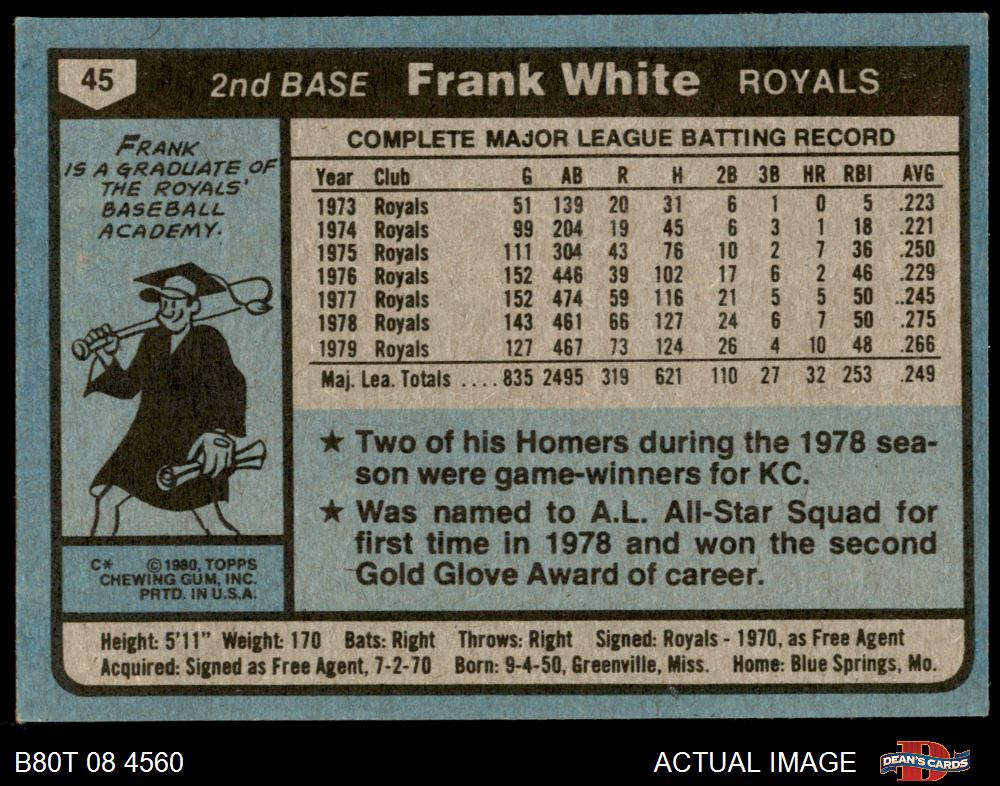 45
2nd BASE Frank White ROYALS
FRANK
IS A GRADUATE OF
THE ROYALS'
BASEBALL
ACADEMY.
C* ©1980, TOPPS
CHEWING GUM, INC.
PRTD. IN U.S.A.
COMPLETE MAJOR LEAGUE BATTING RECORD
Year Club G AB R H 2B 3B HR RBI AVG
1973 Royals 51 139 20 31 6 1 0 5 .223
1974 Royals 99 204 19 45 6 3 1 18 .221
1975 Royals 111 304 43 76 10 2 7 36 .250
1976 Royals 152 446 39 102 17 6 2 46 .229
1977 Royals 152 474 59 116 21 5 5 50 ..245
1978 Royals 143 461 66 127 24 6 7 50 .275
1979 Royals 127 467 73 124 26 4 10 48 .266
Maj. Lea. Totals .... 835 2495 319 621 110 27 32 253 .249
★ Two of his Homers during the 1978 sea-
son were game-winners for KC.
★ Was named to A.L. All-Star Squad for
first time in 1978 and won the second
Gold Glove Award of career.
Height: 5'11" Weight: 170 Bats: Right Throws: Right Signed: Royals - 1970, as Free Agent
Acquired: Signed as Free Agent, 7-2-70 Born: 9-4-50, Greenville, Miss. Home: Blue Springs, Mo.
B80T 08 4560
ACTUAL IMAGE
D
DEAN'S CARDS